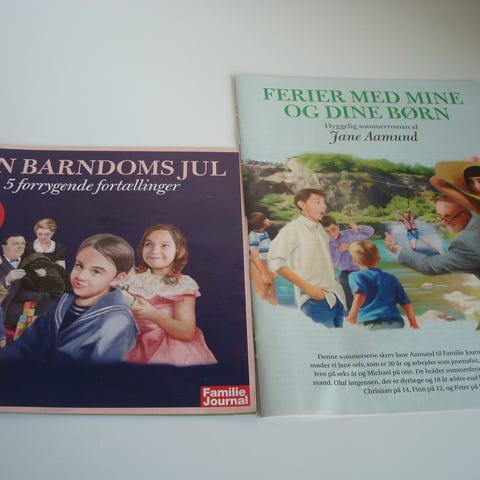 N BARNDOMS JUL
5 forrygende fortællinger
Familie
Journal
FERIER MED MINE
OG DINE BØRN
Hyggelig sommerroman af
Jane Aamund
Denne sommerserie skrev Jane Aamund til Familie Journ
møder vi Jane selv, som er 30 år og arbejder som journalist,
Jens på seks år og Michael på otte. De holder sommerferie
mand, Oluf Jørgensen, der er dyrlæge og 18 år ældre end
Christian på 14, Finn på 12, og Peter på